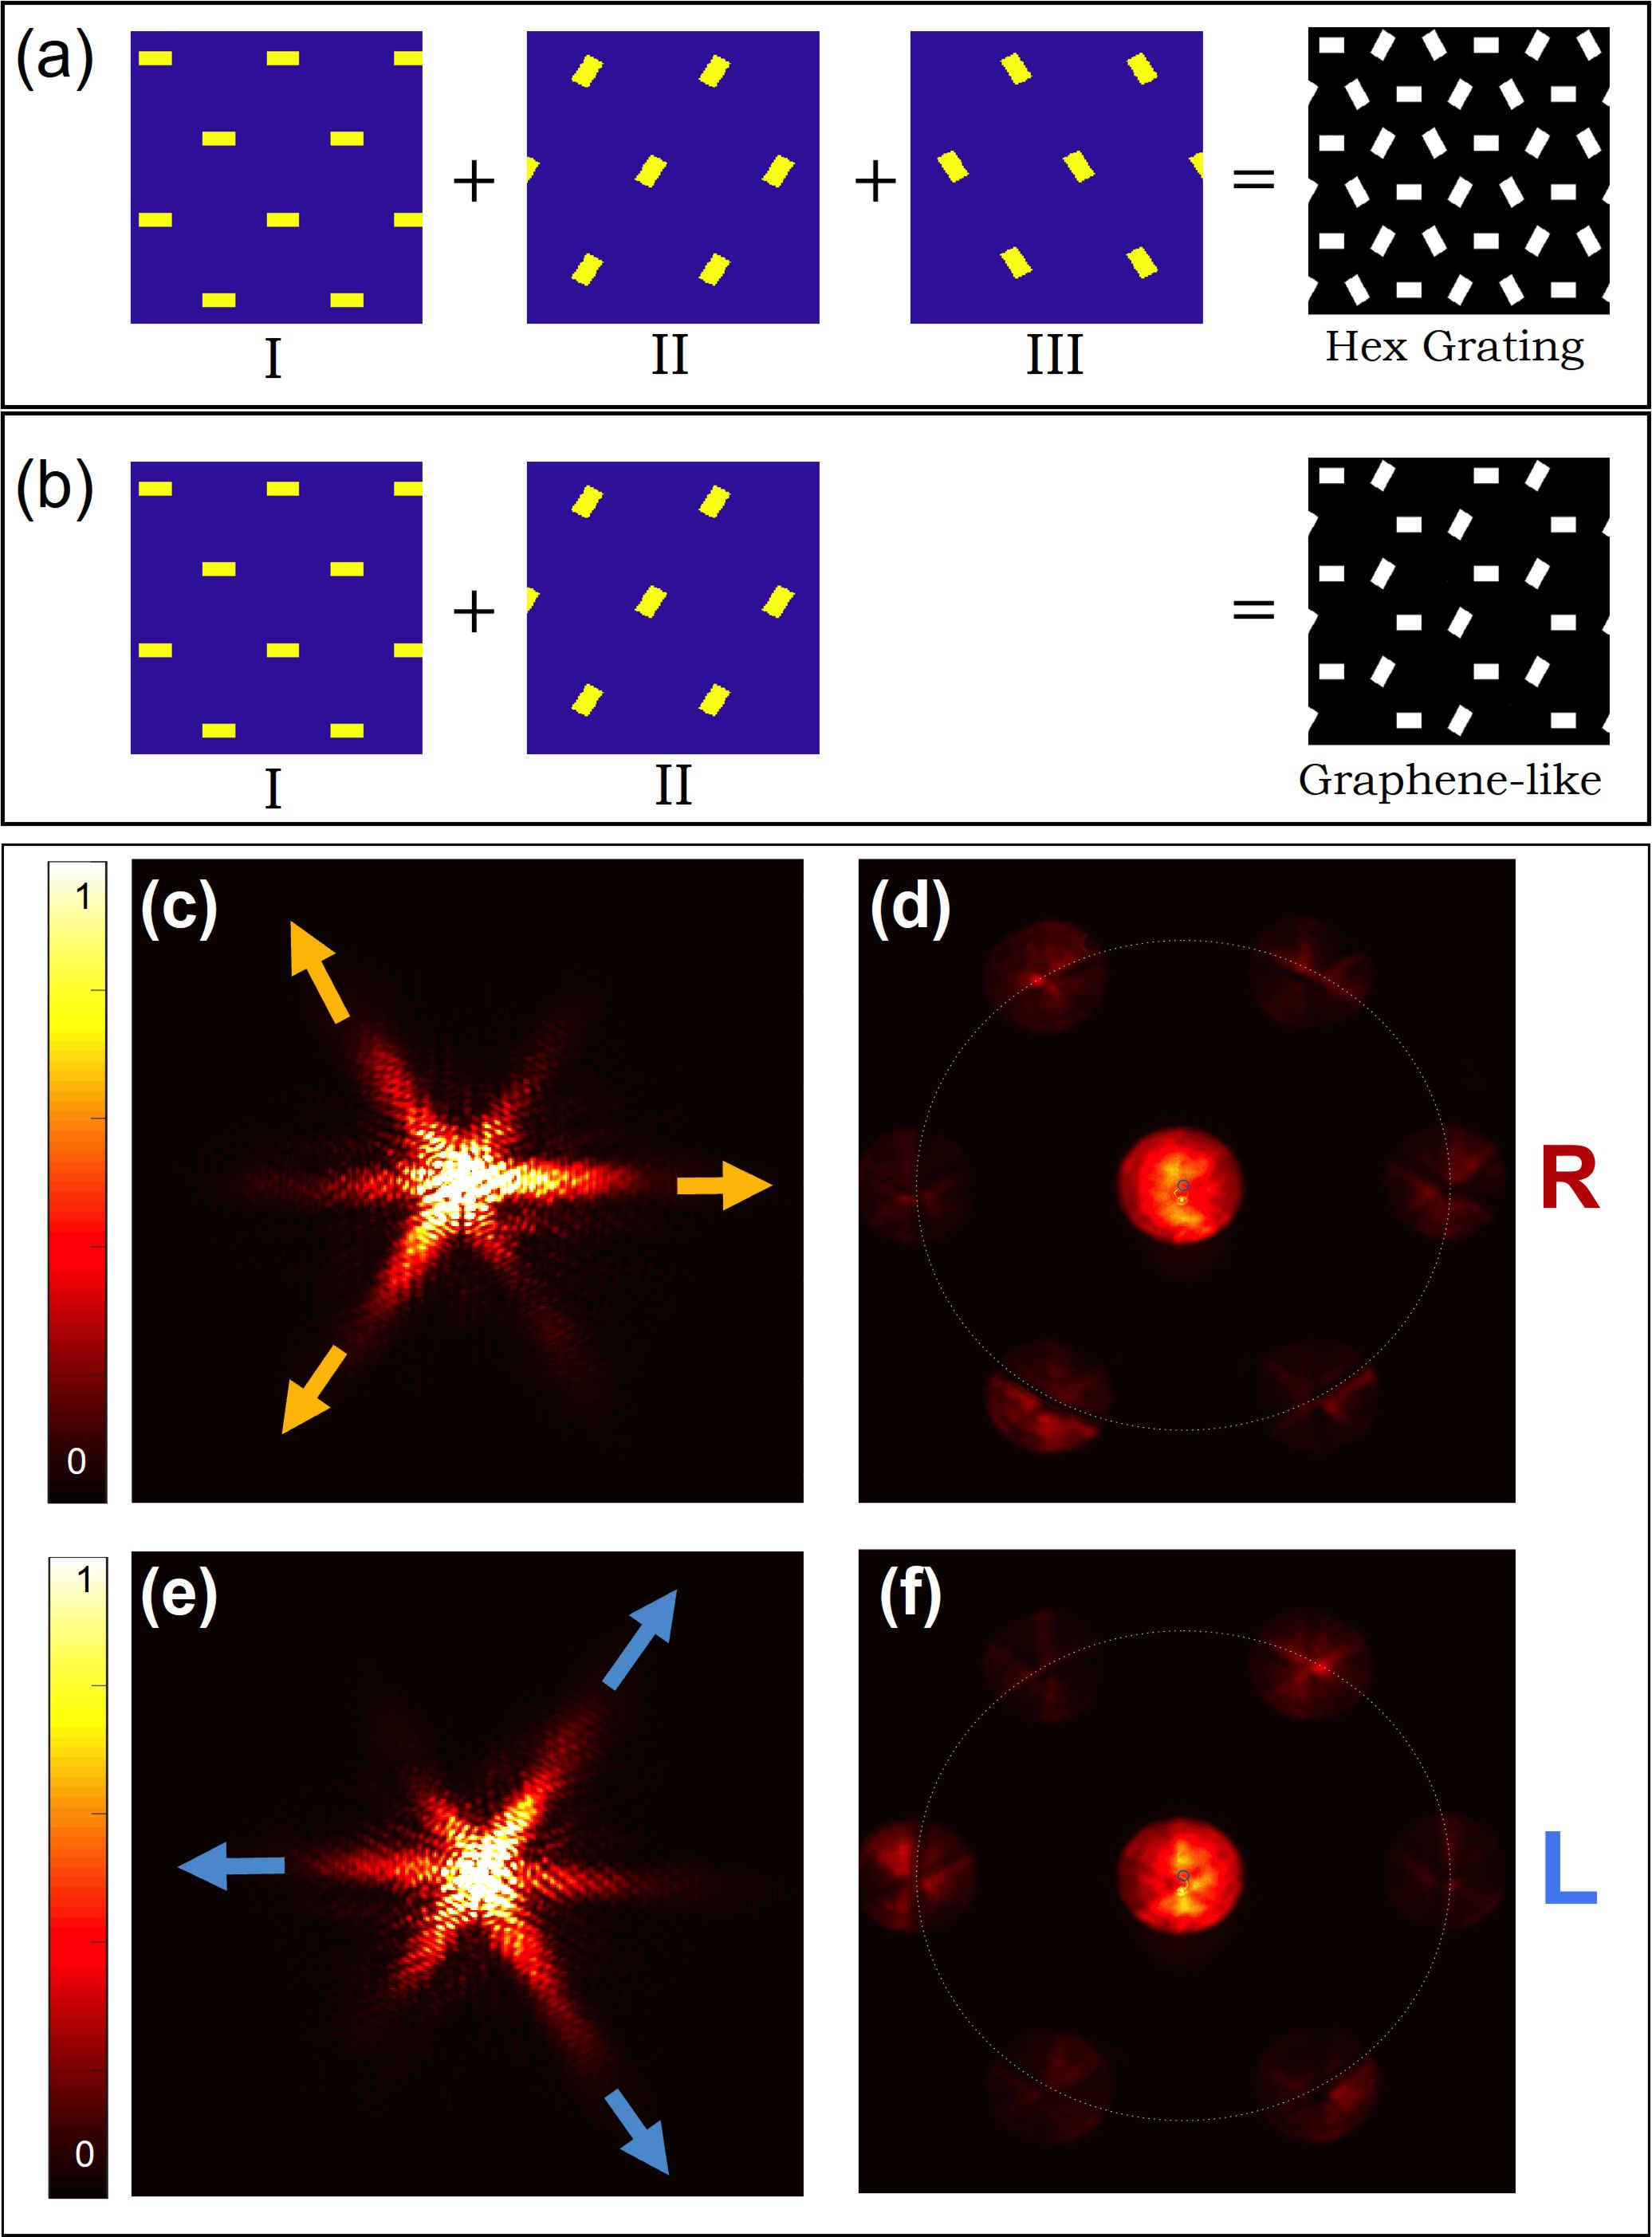 (a)
+
+
=
I
II
III
Hex Grating
(b)
+
=
I
II
Graphene-like
1
(c)
(d)
R
0
1
(e)
(f)
L
0